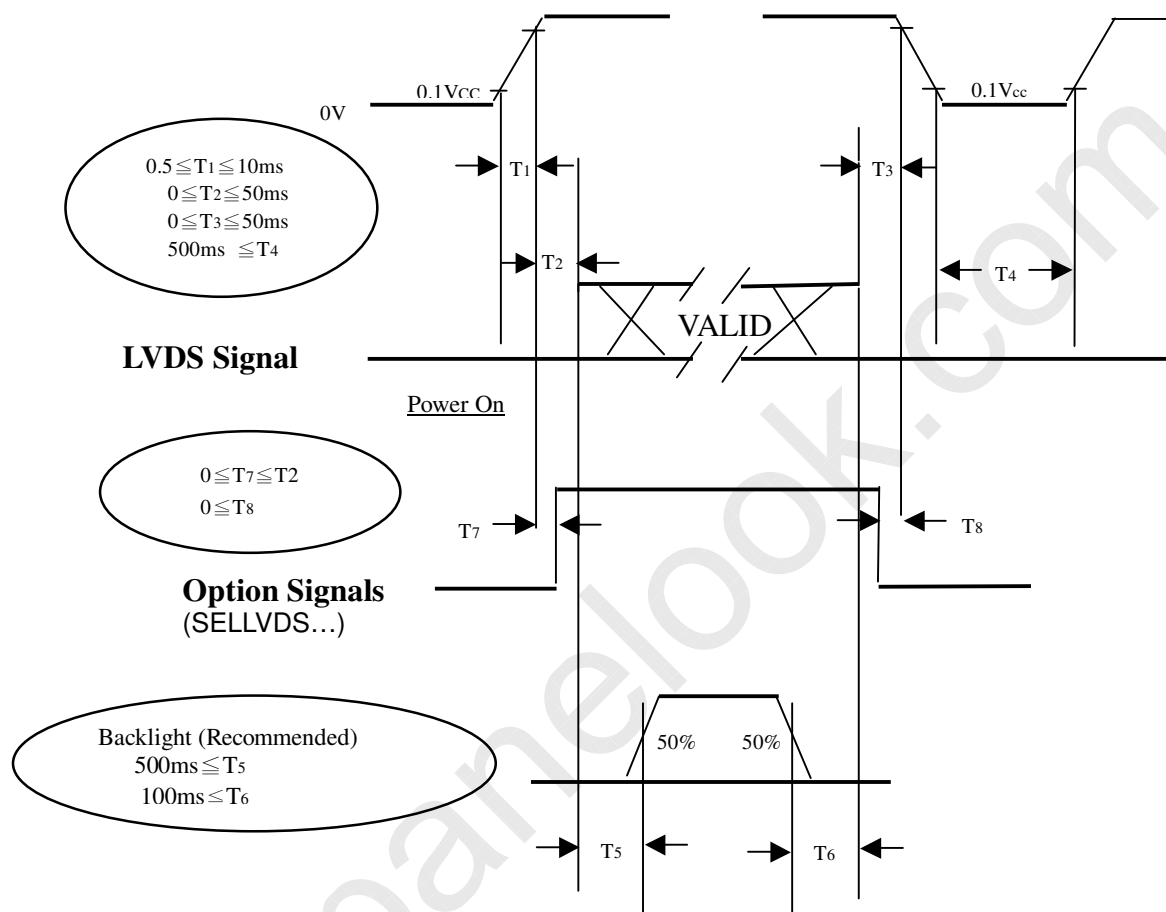 0.1VCC
0.1Vcc
0V
0.5≦T1≦10ms
0≦T2≦50ms
0≦T3≦50ms
500ms ≦T4
T1
T3
T2
T4
VALID
LVDS Signal
Power On
0≦T7≦T2
0≦T8
T7
T8
Option Signals
(SELLVDS…)
Backlight (Recommended)
500ms≦T5
100ms≦T6
50%
50%
T5
T6
panelook.com